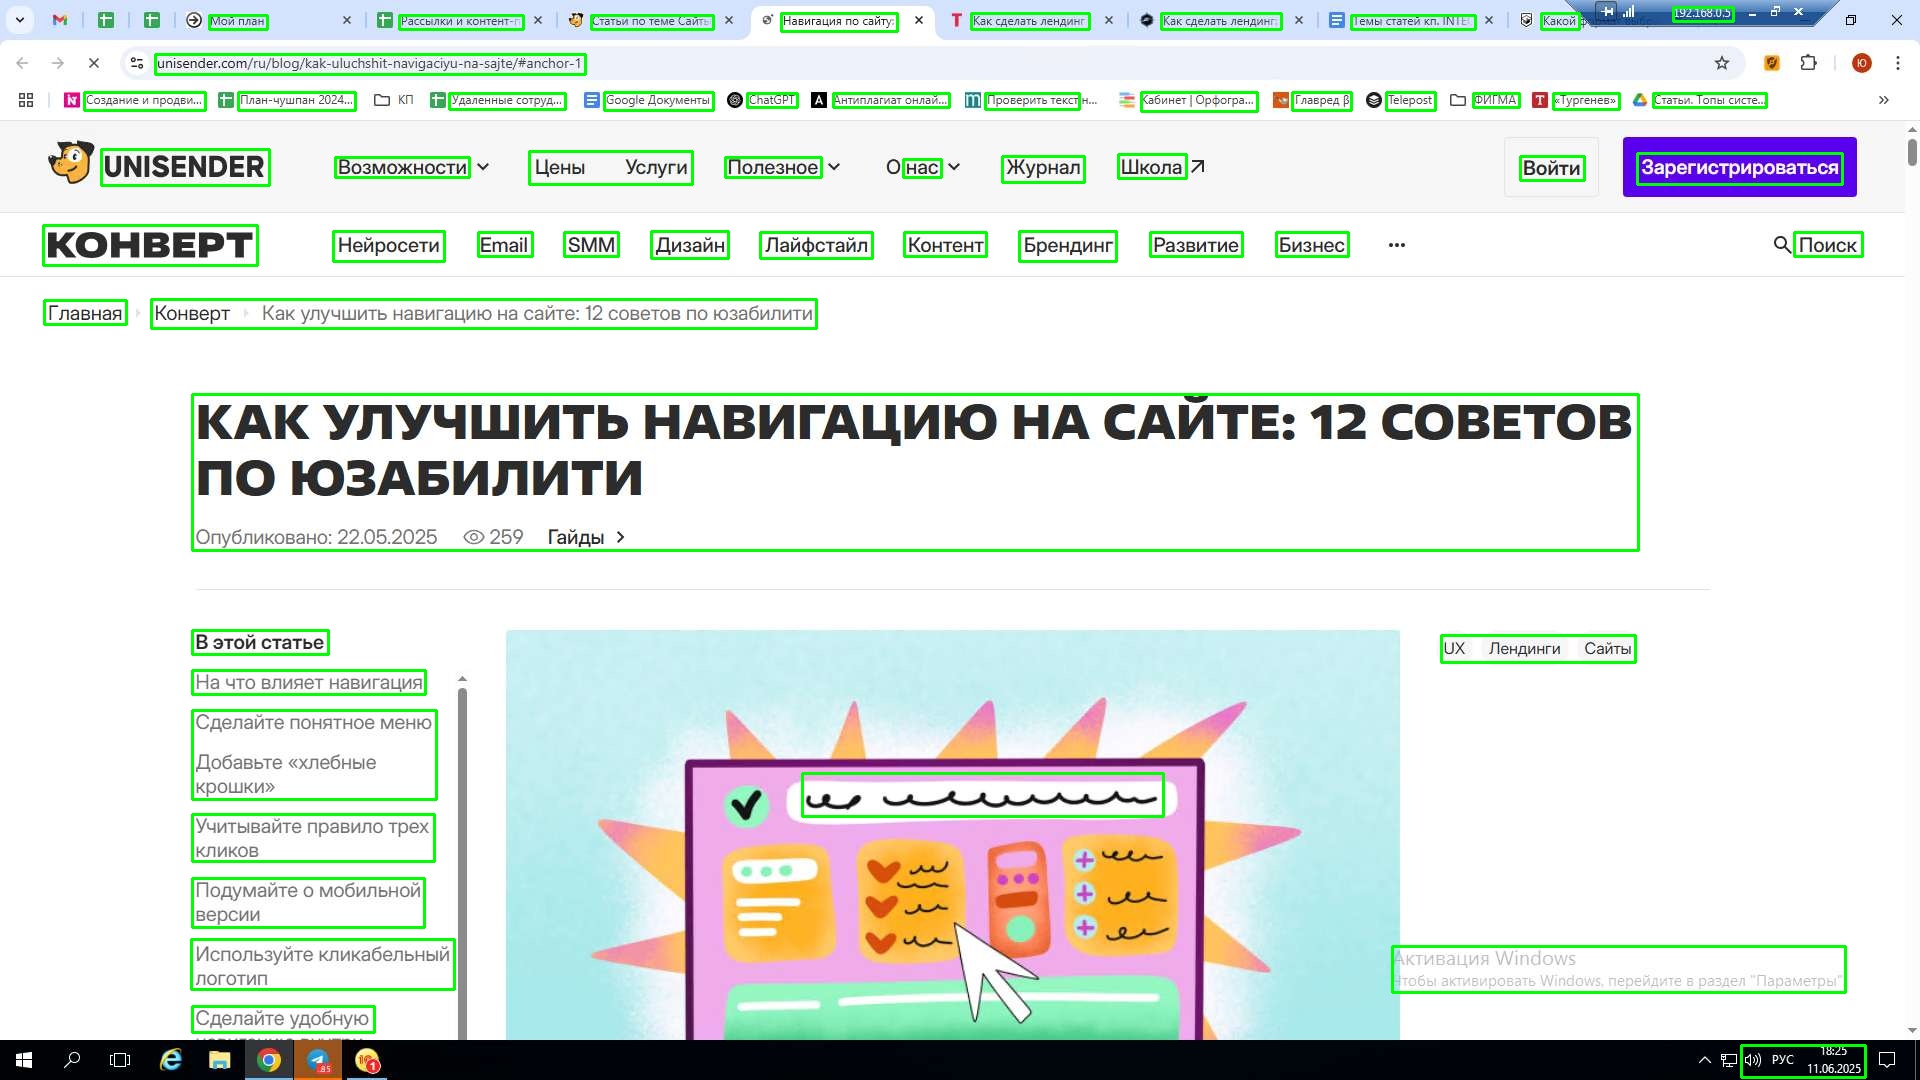 Мой план
Рассылки и контент-п
Статьи по теме Сайты
Навигация по сайту:
Как сделать лендинг
Как сделать лендинг:
Темы статей кп. INTE
Какой
192.168.0.5
unisender.com/ru/blog/kak-uluchshit-navigaciyu-na-sajte/#anchor-1
Создание и продви...
План-чушпан 2024...
КП
Удаленные сотруд...
Google Документы
ChatGPT
Антиплагиат онлай...
Проверить текст н...
Кабинет | Орфогра...
Главред β
Telepost
ФИГМА
«Тургенев»
Статьи. Топы систе...
UNISENDER
Возможности
Цены
Услуги
Полезное
О нас
Журнал
Школа
Войти
Зарегистрироваться
КОНВЕРТ
Нейросети
Email
SMM
Дизайн
Лайфстайл
Контент
Брендинг
Развитие
Бизнес
Поиск
Главная
Конверт
Как улучшить навигацию на сайте: 12 советов по юзабилити
КАК УЛУЧШИТЬ НАВИГАЦИЮ НА САЙТЕ: 12 СОВЕТОВ
ПО ЮЗАБИЛИТИ
Опубликовано: 22.05.2025
259
Гайды
В этой статье
UX
Лендинги
Сайты
На что влияет навигация
Сделайте понятное меню
Добавьте «хлебные
крошки»
Учитывайте правило трех
кликов
Подумайте о мобильной
версии
Используйте кликабельный
логотип
Сделайте удобную
Активация Windows
Чтобы активировать Windows, перейдите в раздел "Параметры"
85
1
РУС
18:25
11.06.2025